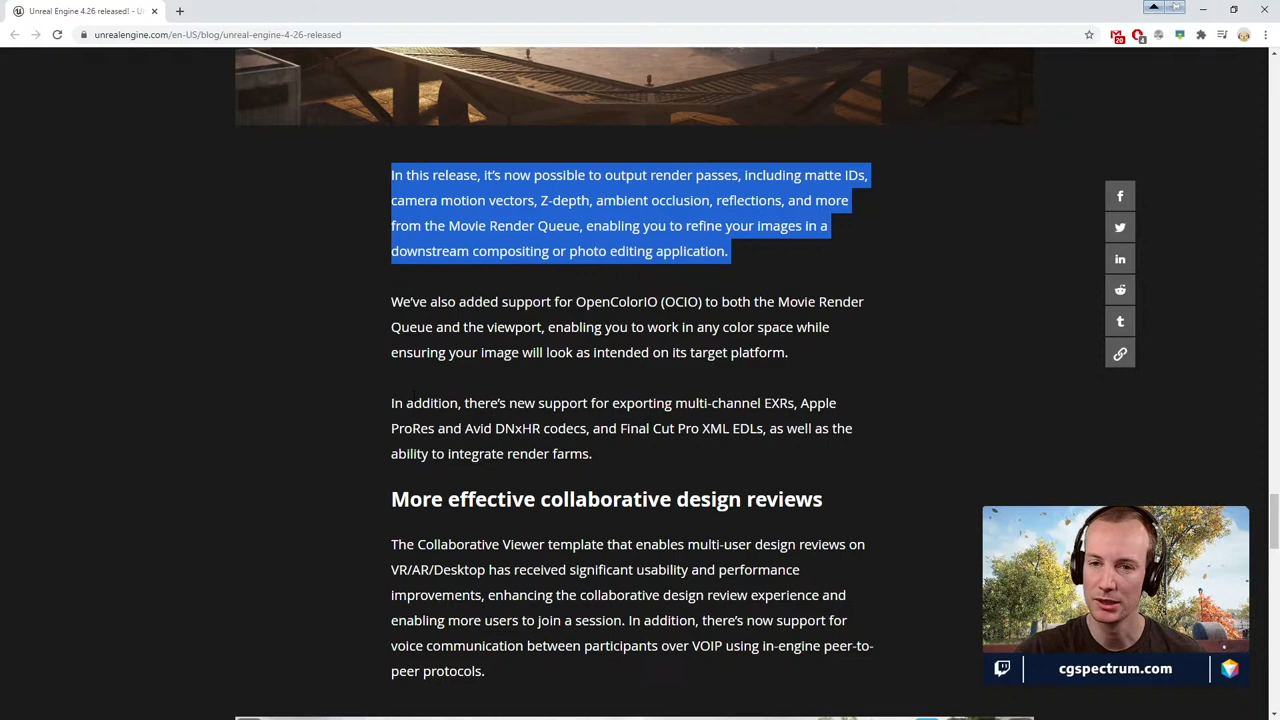 Unreal Engine 4.26 released! - Un
unrealengine.com/en-US/blog/unreal-engine-4-26-released
20
4
In this release, it’s now possible to output render passes, including matte IDs,
camera motion vectors, Z-depth, ambient occlusion, reflections, and more
from the Movie Render Queue, enabling you to refine your images in a
downstream compositing or photo editing application.
We’ve also added support for OpenColorIO (OCIO) to both the Movie Render
Queue and the viewport, enabling you to work in any color space while
ensuring your image will look as intended on its target platform.
In addition, there’s new support for exporting multi-channel EXRs, Apple
ProRes and Avid DNxHR codecs, and Final Cut Pro XML EDLs, as well as the
ability to integrate render farms.
More effective collaborative design reviews
The Collaborative Viewer template that enables multi-user design reviews on
VR/AR/Desktop has received significant usability and performance
improvements, enhancing the collaborative design review experience and
enabling more users to join a session. In addition, there’s now support for
voice communication between participants over VOIP using in-engine peer-to-
peer protocols.
cgspectrum.com